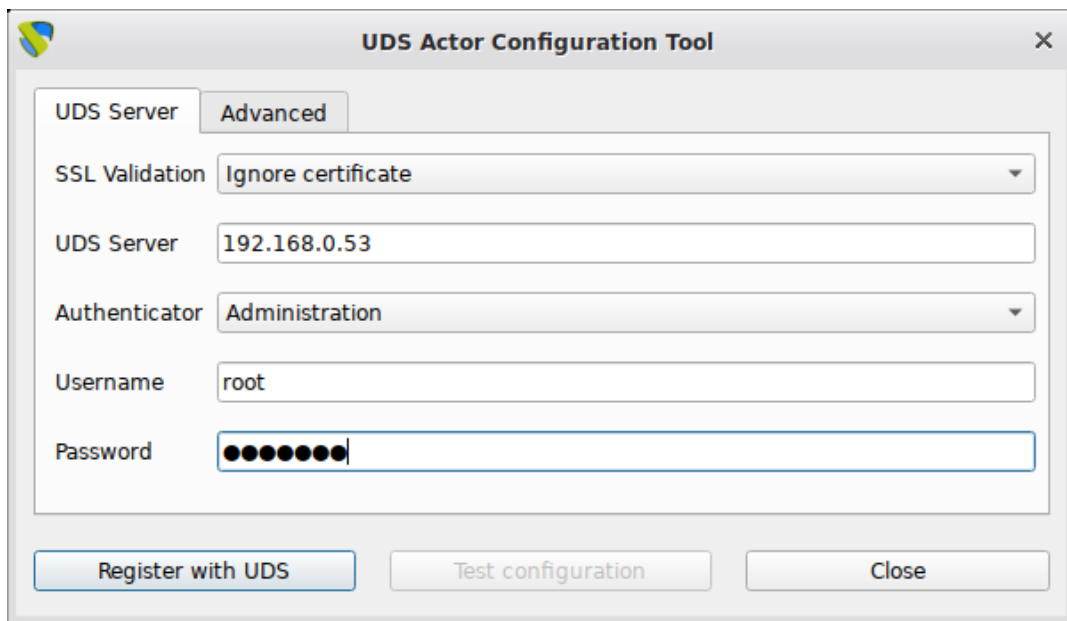 UDS Actor Configuration Tool
UDS Server Advanced
SSL Validation Ignore certificate
UDS Server 192.168.0.53
Authenticator Administration
Username root
Password ●●●●●●●
Register with UDS Test configuration Close